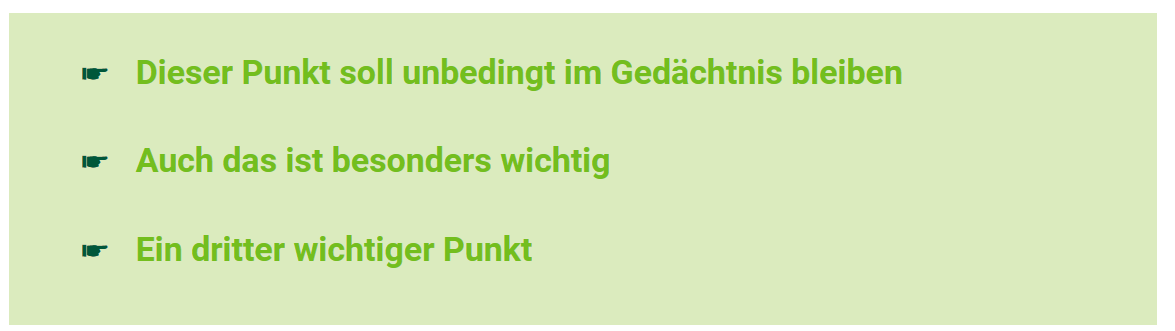 ☛ Dieser Punkt soll unbedingt im Gedächtnis bleiben
☛ Auch das ist besonders wichtig
☛ Ein dritter wichtiger Punkt